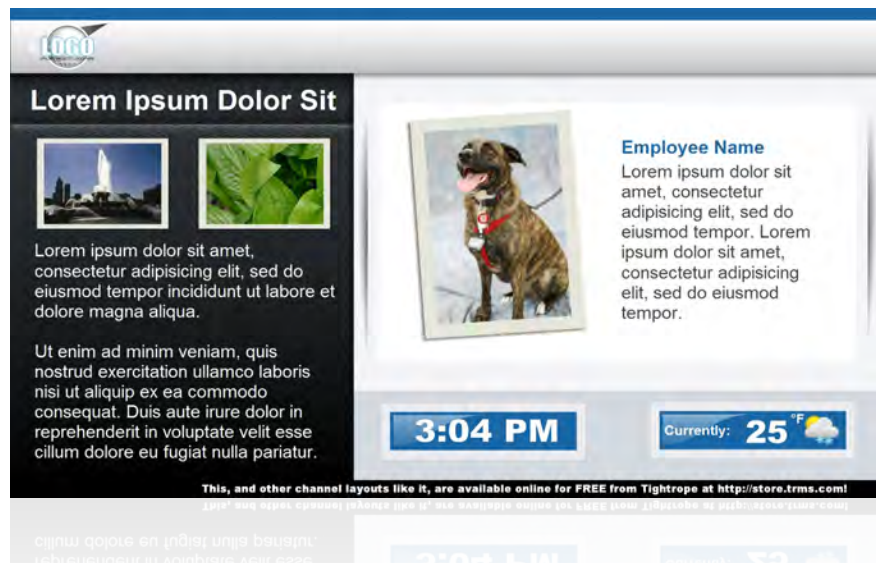 LOGO
Lorem Ipsum Dolor Sit
Lorem ipsum dolor sit amet,
consectetur adipisicing elit, sed do
eiusmod tempor incididunt ut labore et
dolore magna aliqua.
Ut enim ad minim veniam, quis
nostrud exercitation ullamco laboris
nisi ut aliquip ex ea commodo
consequat. Duis aute irure dolor in
reprehenderit in voluptate velit esse
cillum dolore eu fugiat nulla pariatur.
Employee Name
Lorem ipsum dolor sit
amet, consectetur
adipisicing elit, sed do
eiusmod tempor. Lorem
ipsum dolor sit amet,
consectetur adipisicing
elit, sed do eiusmod
tempor.
3:04 PM
Currently: 25 °F
This, and other channel layouts like it, are available online for FREE from Tightrope at http://store.trms.com!